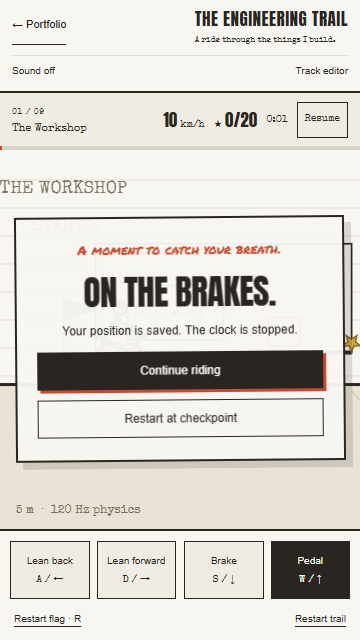 ← Portfolio
THE ENGINEERING TRAIL
A ride through the things I build.
Sound off
Track editor
01 / 09
The Workshop
10 km/h
★ 0/20
0:01
Resume
THE WORKSHOP
START →
A MOMENT TO CATCH YOUR BREATH.
ON THE BRAKES.
Your position is saved. The clock is stopped.
Continue riding
Restart at checkpoint
5 m · 120 Hz physics
Lean back
A / ←
Lean forward
D / →
Brake
S / ↓
Pedal
W / ↑
Restart flag · R
Restart trail